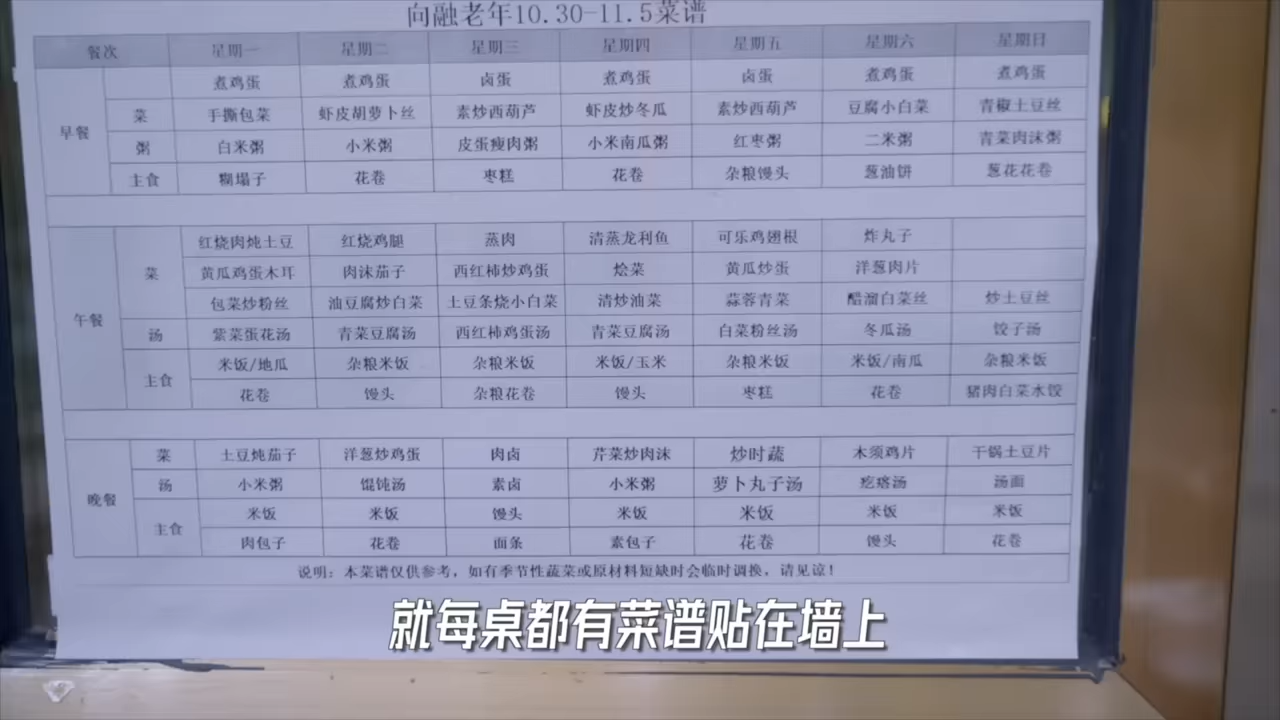 向融老年10.30-11.5菜谱
餐次 星期一 星期二 星期三 星期四 星期五 星期六 星期日
早餐
煮鸡蛋 煮鸡蛋 卤蛋 煮鸡蛋 卤蛋 煮鸡蛋 煮鸡蛋
菜 手撕包菜 虾皮胡萝卜丝 素炒西葫芦 虾皮炒冬瓜 素炒西葫芦 豆腐小白菜 青椒土豆丝
粥 白米粥 小米粥 皮蛋瘦肉粥 小米南瓜粥 红枣粥 二米粥 青菜肉沫粥
主食 糊塌子 花卷 枣糕 花卷 杂粮馒头 葱油饼 葱花花卷
午餐
菜 红烧肉炖土豆 红烧鸡腿 蒸肉 清蒸龙利鱼 可乐鸡翅根 炸丸子
黄瓜鸡蛋木耳 肉沫茄子 西红柿炒鸡蛋 烩菜 黄瓜炒蛋 洋葱肉片
包菜炒粉丝 油豆腐炒白菜 土豆条烧小白菜 清炒油菜 蒜蓉青菜 醋溜白菜丝 炒土豆丝
汤 紫菜蛋花汤 青菜豆腐汤 西红柿鸡蛋汤 青菜豆腐汤 白菜粉丝汤 冬瓜汤 饺子汤
主食 米饭/地瓜 杂粮米饭 杂粮米饭 米饭/玉米 杂粮米饭 米饭/南瓜 杂粮米饭
花卷 馒头 杂粮花卷 馒头 枣糕 花卷 猪肉白菜水饺
晚餐
菜 土豆炖茄子 洋葱炒鸡蛋 肉卤 芹菜炒肉沫 炒时蔬 木须鸡片 干锅土豆片
汤 小米粥 馄饨汤 素卤 小米粥 萝卜丸子汤 疙瘩汤 汤面
主食 米饭 米饭 馒头 米饭 米饭 米饭 米饭
肉包子 花卷 面条 素包子 花卷 馒头 花卷
说明：本菜谱仅供参考，如有季节性蔬菜或原材料短缺时会临时调换，请见谅！
就每桌都有菜谱贴在墙上